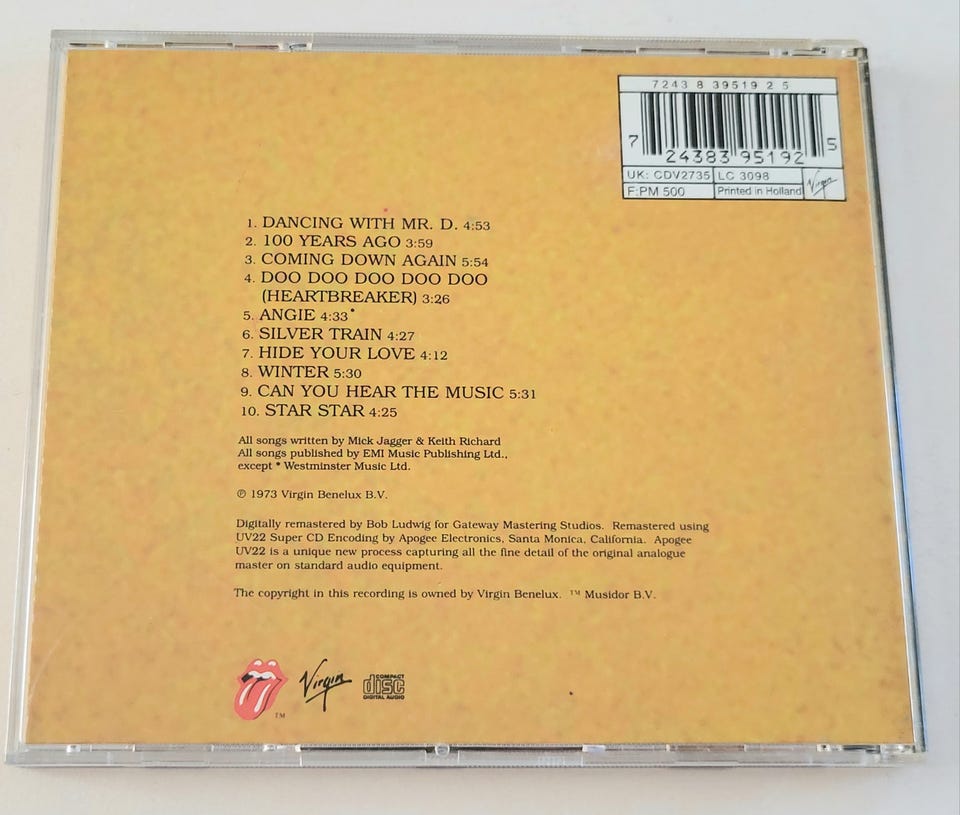 7243 8 39519 2 5
7 24383 95192 5
UK: CDV2735 LC 3098
F:PM 500 Printed in Holland Virgin
1. DANCING WITH MR. D. 4:53
2. 100 YEARS AGO 3:59
3. COMING DOWN AGAIN 5:54
4. DOO DOO DOO DOO DOO
(HEARTBREAKER) 3:26
5. ANGIE 4:33*
6. SILVER TRAIN 4:27
7. HIDE YOUR LOVE 4:12
8. WINTER 5:30
9. CAN YOU HEAR THE MUSIC 5:31
10. STAR STAR 4:25
All songs written by Mick Jagger & Keith Richard
All songs published by EMI Music Publishing Ltd.,
except * Westminster Music Ltd.
℗ 1973 Virgin Benelux B.V.
Digitally remastered by Bob Ludwig for Gateway Mastering Studios. Remastered using
UV22 Super CD Encoding by Apogee Electronics, Santa Monica, California. Apogee
UV22 is a unique new process capturing all the fine detail of the original analogue
master on standard audio equipment.
The copyright in this recording is owned by Virgin Benelux. ™ Musidor B.V.
™ Virgin COMPACT disc DIGITAL AUDIO